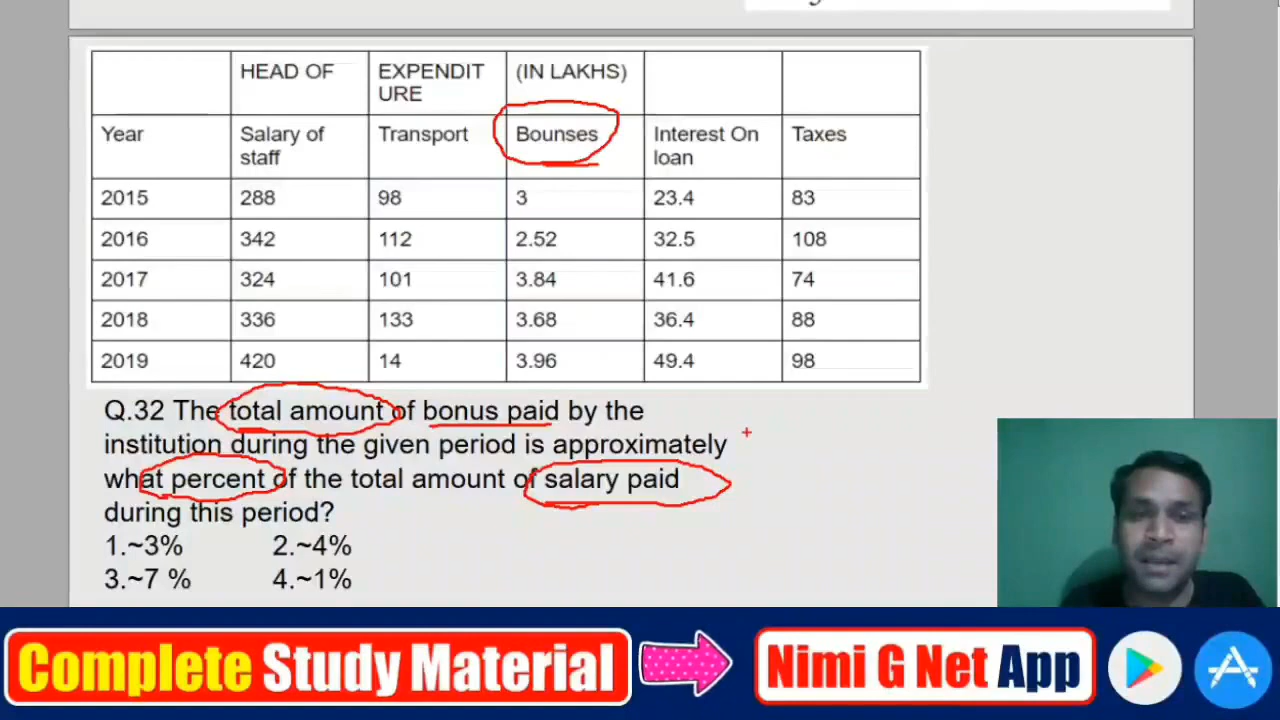 HEAD OF EXPENDIT (IN LAKHS)
URE
Year Salary of Transport Bounses Interest On Taxes
staff loan
2015 288 98 3 23.4 83
2016 342 112 2.52 32.5 108
2017 324 101 3.84 41.6 74
2018 336 133 3.68 36.4 88
2019 420 14 3.96 49.4 98
Q.32 The total amount of bonus paid by the
institution during the given period is approximately
what percent of the total amount of salary paid
during this period?
1.~3% 2.~4%
3.~7 % 4.~1%
Complete Study Material Nimi G Net App